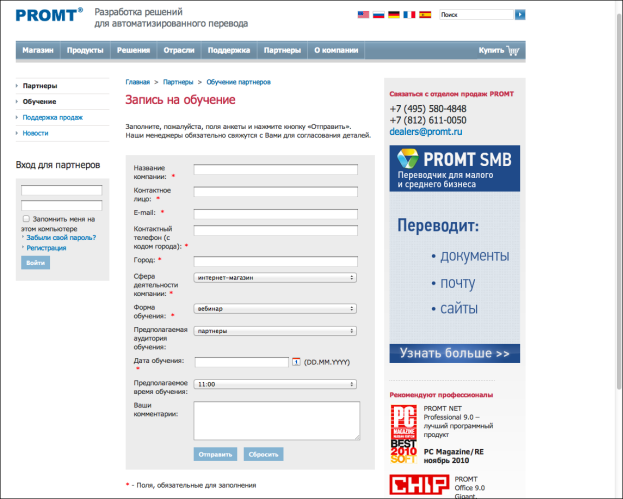 PROMT®
Разработка решений
для автоматизированного перевода
Поиск
Магазин Продукты Решения Отрасли Поддержка Партнеры О компании Купить
Партнеры
Обучение
Поддержка продаж
Новости
Вход для партнеров
Запомнить меня на
этом компьютере
Забыли свой пароль?
Регистрация
Войти
Главная > Партнеры > Обучение партнеров
Запись на обучение
Заполните, пожалуйста, поля анкеты и нажмите кнопку «Отправить».
Наши менеджеры обязательно свяжутся с Вами для согласования деталей.
Название
компании: *
Контактное
лицо: *
E-mail: *
Контактный
телефон (с
кодом города): *
Город: *
Сфера
деятельности
компании: *
интернет-магазин
Форма
обучения: *
вебинар
Предполагаемая
аудитория
обучения:
партнеры
Дата обучения:
*
(DD.MM.YYYY)
Предполагаемое
время обучения:
11:00
Ваши
комментарии:
Отправить Сбросить
* - Поля, обязательные для заполнения
Связаться с отделом продаж PROMT
+7 (495) 580-4848
+7 (812) 611-0050
dealers@promt.ru
PROMT SMB
Переводчик для малого
и среднего бизнеса
Переводит:
• документы
• почту
• сайты
Узнать больше >>
Рекомендуют профессионалы
PC
MAGAZINE
BEST
2010
SOFT
PROMT NET
Professional 9.0 –
лучший программный
продукт
PC Magazine/RE
ноябрь 2010
CHIP
PROMT
Office 9.0
Gigant.